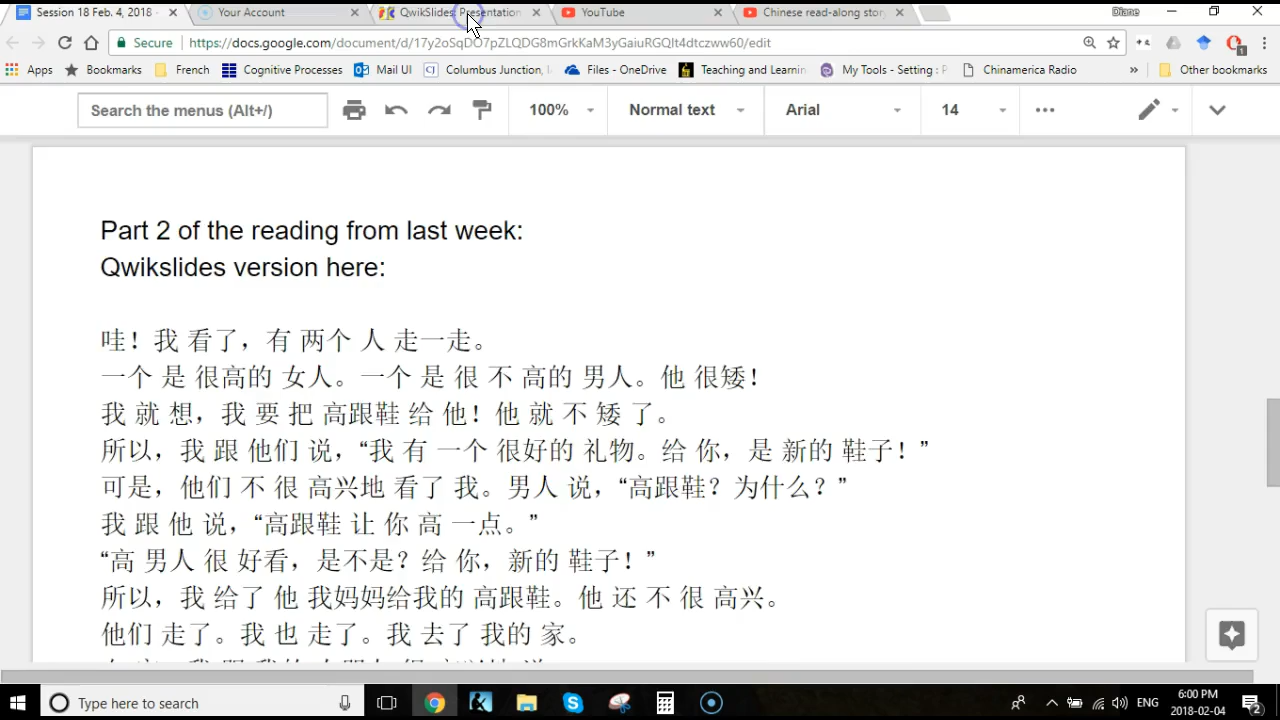 Session 18 Feb. 4, 2018 -
Your Account
QwikSlides: Presentation
YouTube
Chinese read-along stor
Diane
Secure
https://docs.google.com/document/d/17y2oSqDO7pZLQDG8mGrkKaM3yGaiuRGQlt4dtczww60/edit
Apps
Bookmarks
French
Cognitive Processes
Mail UI
Columbus Junction, I
Files - OneDrive
Teaching and Learnin
My Tools - Setting : P
Chinamerica Radio
»
Other bookmarks
Search the menus (Alt+/)
100%
Normal text
Arial
14
Part 2 of the reading from last week:
Qwikslides version here:
哇！我 看了，有 两个 人 走一走。
一个 是 很高的 女人。一个 是 很 不 高的 男人。他 很矮！
我 就 想，我 要 把 高跟鞋 给 他！他 就 不 矮 了。
所以，我 跟 他们 说，“我 有 一个 很好的 礼物。给 你，是 新的 鞋子！”
可是，他们 不 很 高兴地 看了 我。男人 说，“高跟鞋？为什么？”
我 跟 他 说，“高跟鞋 让 你 高 一点。”
“高 男人 很 好看，是不是？给 你，新的 鞋子！”
所以，我 给了 他 我妈妈给我的 高跟鞋。他 还 不 很 高兴。
他们 走了。我 也 走了。我 去了 我的 家。
Type here to search
ENG
6:00 PM
2018-02-04
2